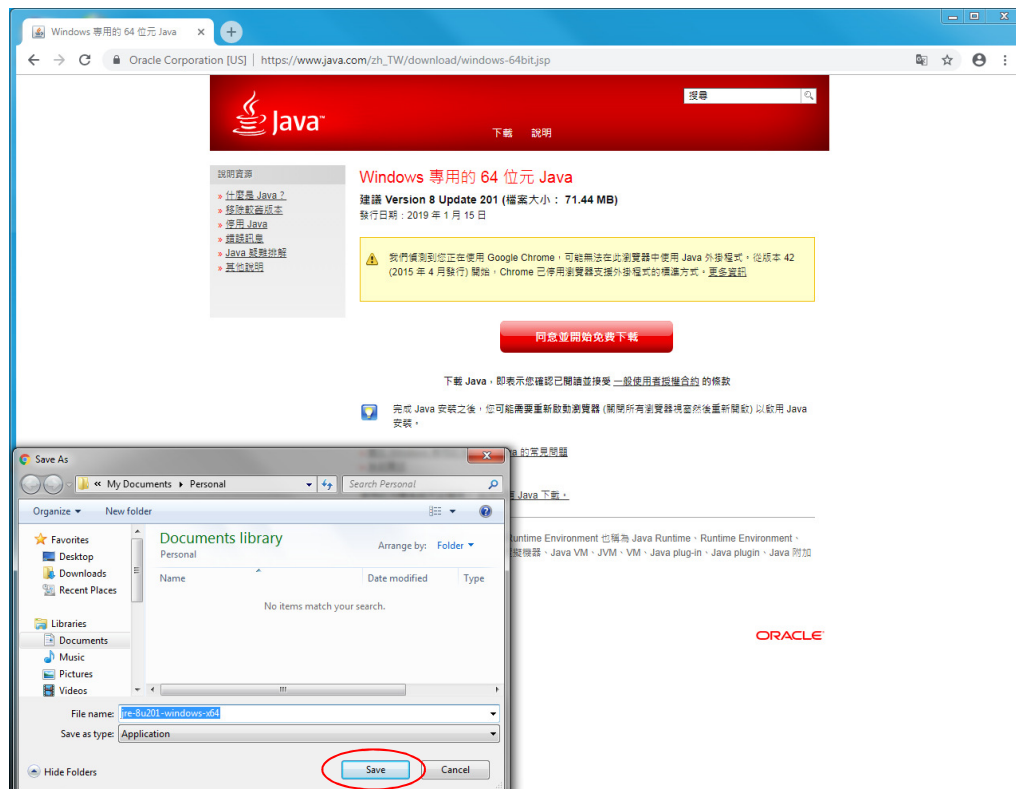 Windows 專用的 64 位元 Java
Oracle Corporation [US] | https://www.java.com/zh_TW/download/windows-64bit.jsp
Java™
搜尋
下載 說明
說明資源
» 什麼是 Java？
» 移除較舊版本
» 停用 Java
» 錯誤訊息
» Java 疑難排解
» 其他說明
Windows 專用的 64 位元 Java
建議 Version 8 Update 201 (檔案大小： 71.44 MB)
發行日期：2019 年 1 月 15 日
我們偵測到您正在使用 Google Chrome，可能無法在此瀏覽器中使用 Java 外掛程式。從版本 42
(2015 年 4 月發行) 開始，Chrome 已停用瀏覽器支援外掛程式的標準方式。更多資訊
同意並開始免費下載
下載 Java，即表示您確認已閱讀並接受 一般使用者授權合約 的條款
完成 Java 安裝之後，您可能需要重新啟動瀏覽器 (關閉所有瀏覽器視窗然後重新開啟) 以啟用 Java
安裝。
的常見問題
Java 下載。
Runtime Environment 也稱為 Java Runtime、Runtime Environment、
擬機器、Java VM、JVM、VM、Java plug-in、Java plugin、Java 附加
ORACLE
Save As
« My Documents ▸ Personal
Search Personal
Organize New folder
Favorites
Desktop
Downloads
Recent Places
Libraries
Documents
Music
Pictures
Videos
Documents library
Personal
Arrange by: Folder
Name Date modified Type
No items match your search.
File name: jre-8u201-windows-x64
Save as type: Application
Hide Folders
Save Cancel